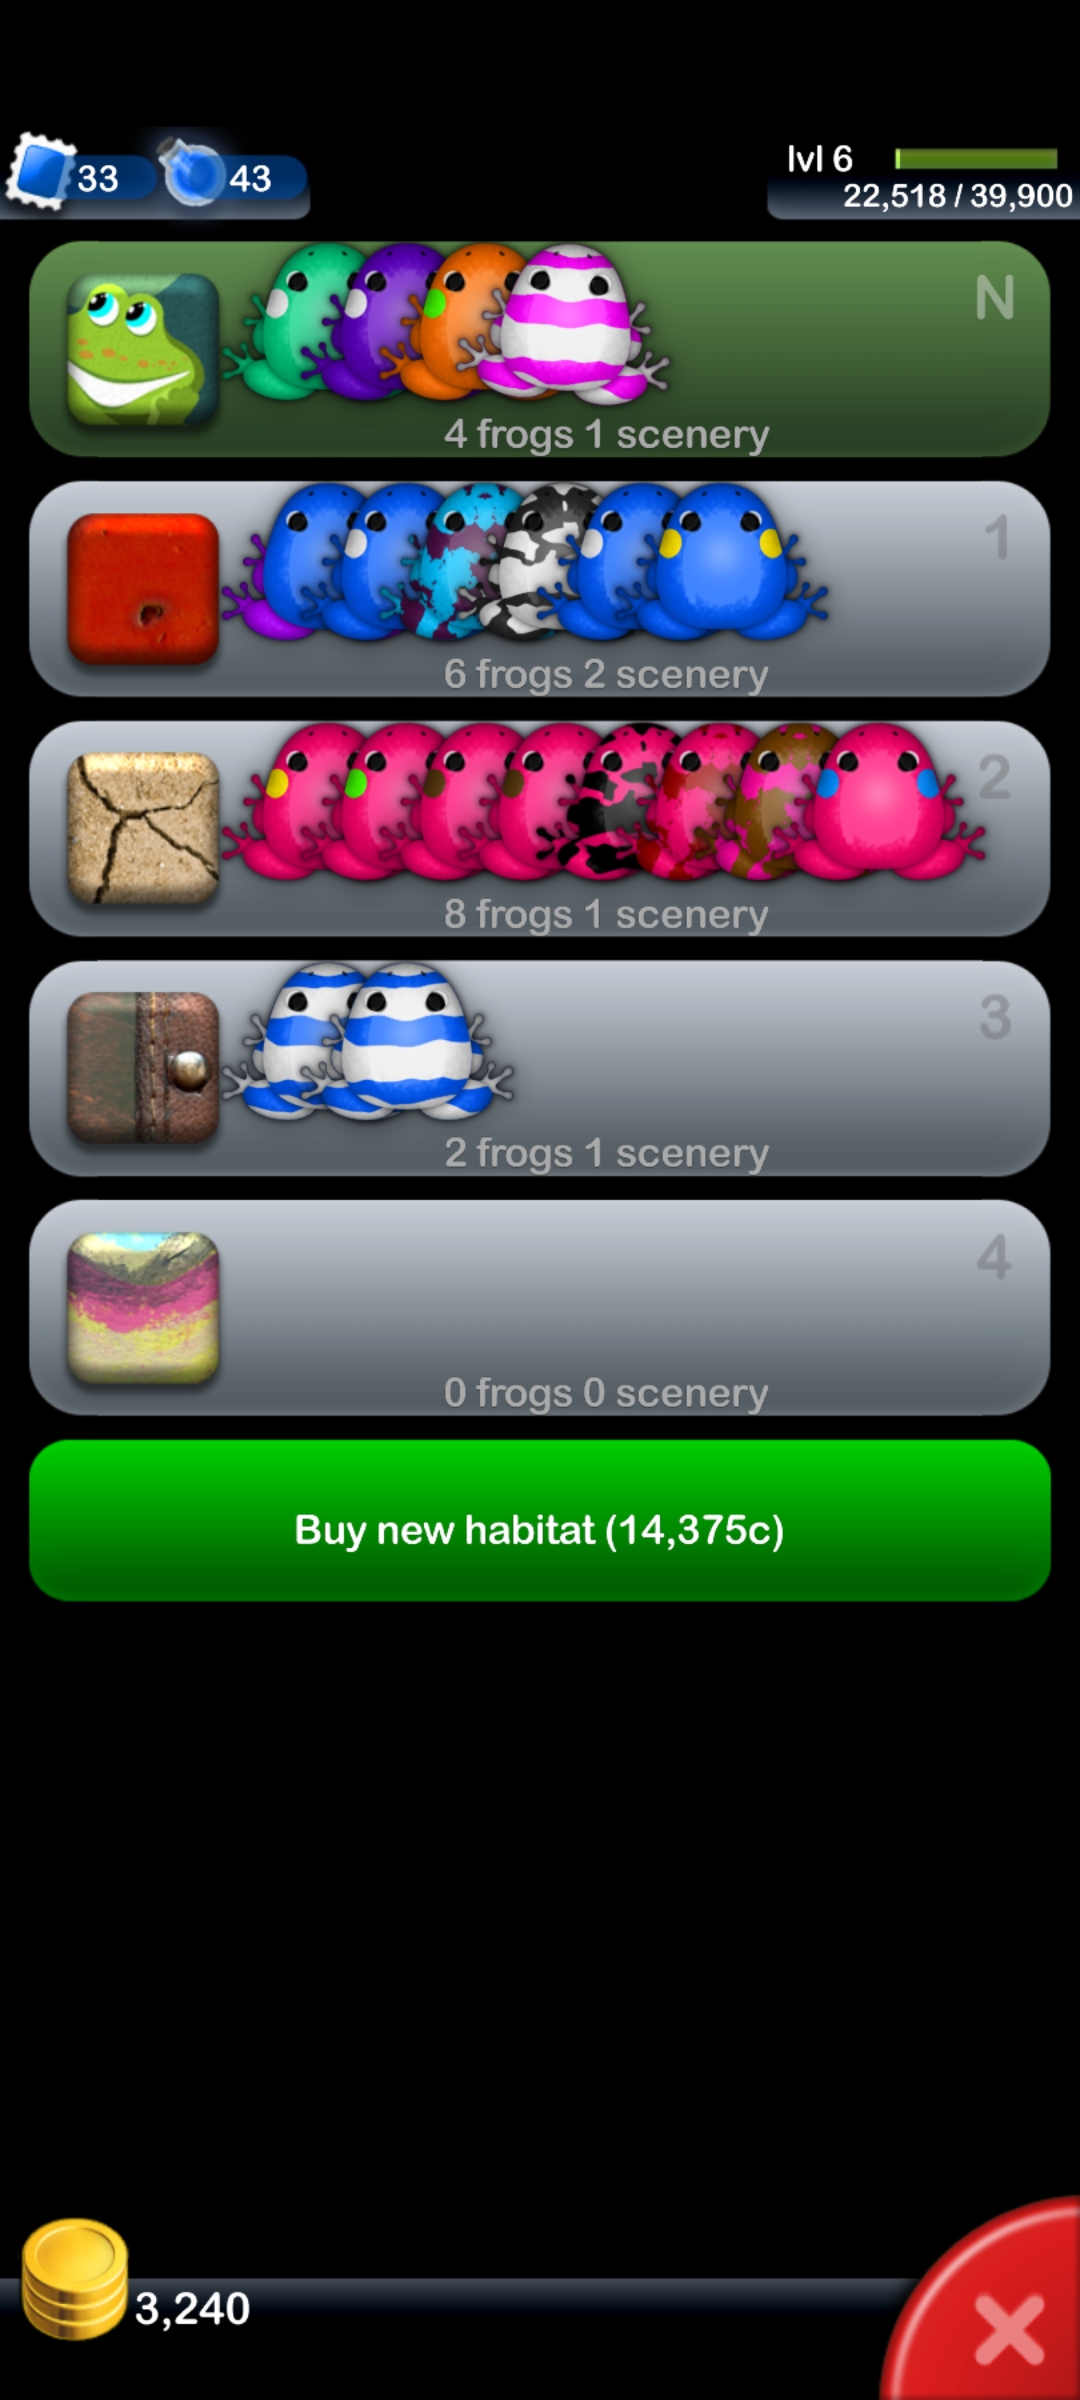 33
43
lvl 6
22,518 / 39,900
N
4 frogs 1 scenery
1
6 frogs 2 scenery
2
8 frogs 1 scenery
3
2 frogs 1 scenery
4
0 frogs 0 scenery
Buy new habitat (14,375c)
3,240